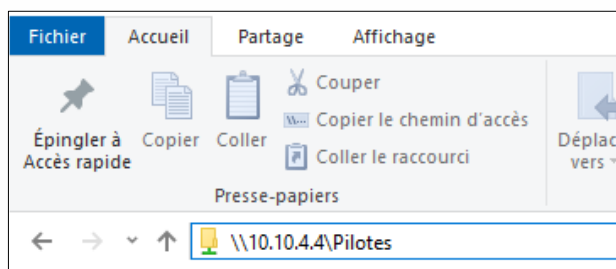 Fichier Accueil Partage Affichage
Couper
Copier le chemin d'accès
Coller le raccourci
Épingler à Accès rapide
Copier
Coller
vers
Presse-papiers
\\10.10.4.4\Pilotes